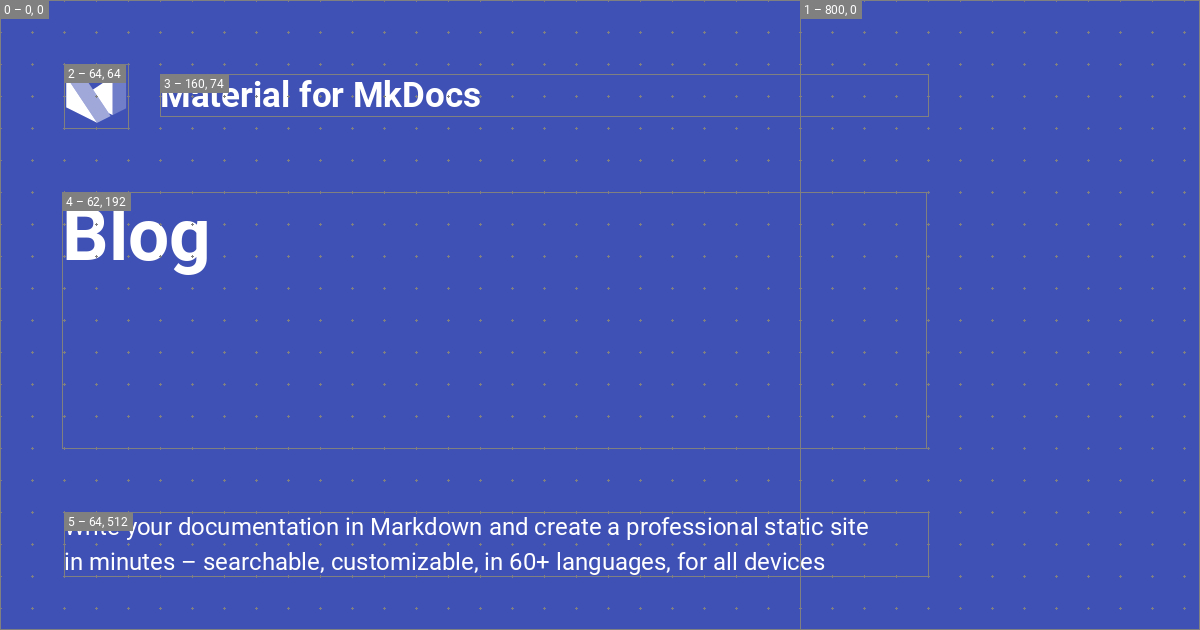 0 – 0, 0
1 – 800, 0
2 – 64, 64
3 – 160, 74
Material for MkDocs
4 – 62, 192
Blog
5 – 64, 512
Write your documentation in Markdown and create a professional static site
in minutes – searchable, customizable, in 60+ languages, for all devices